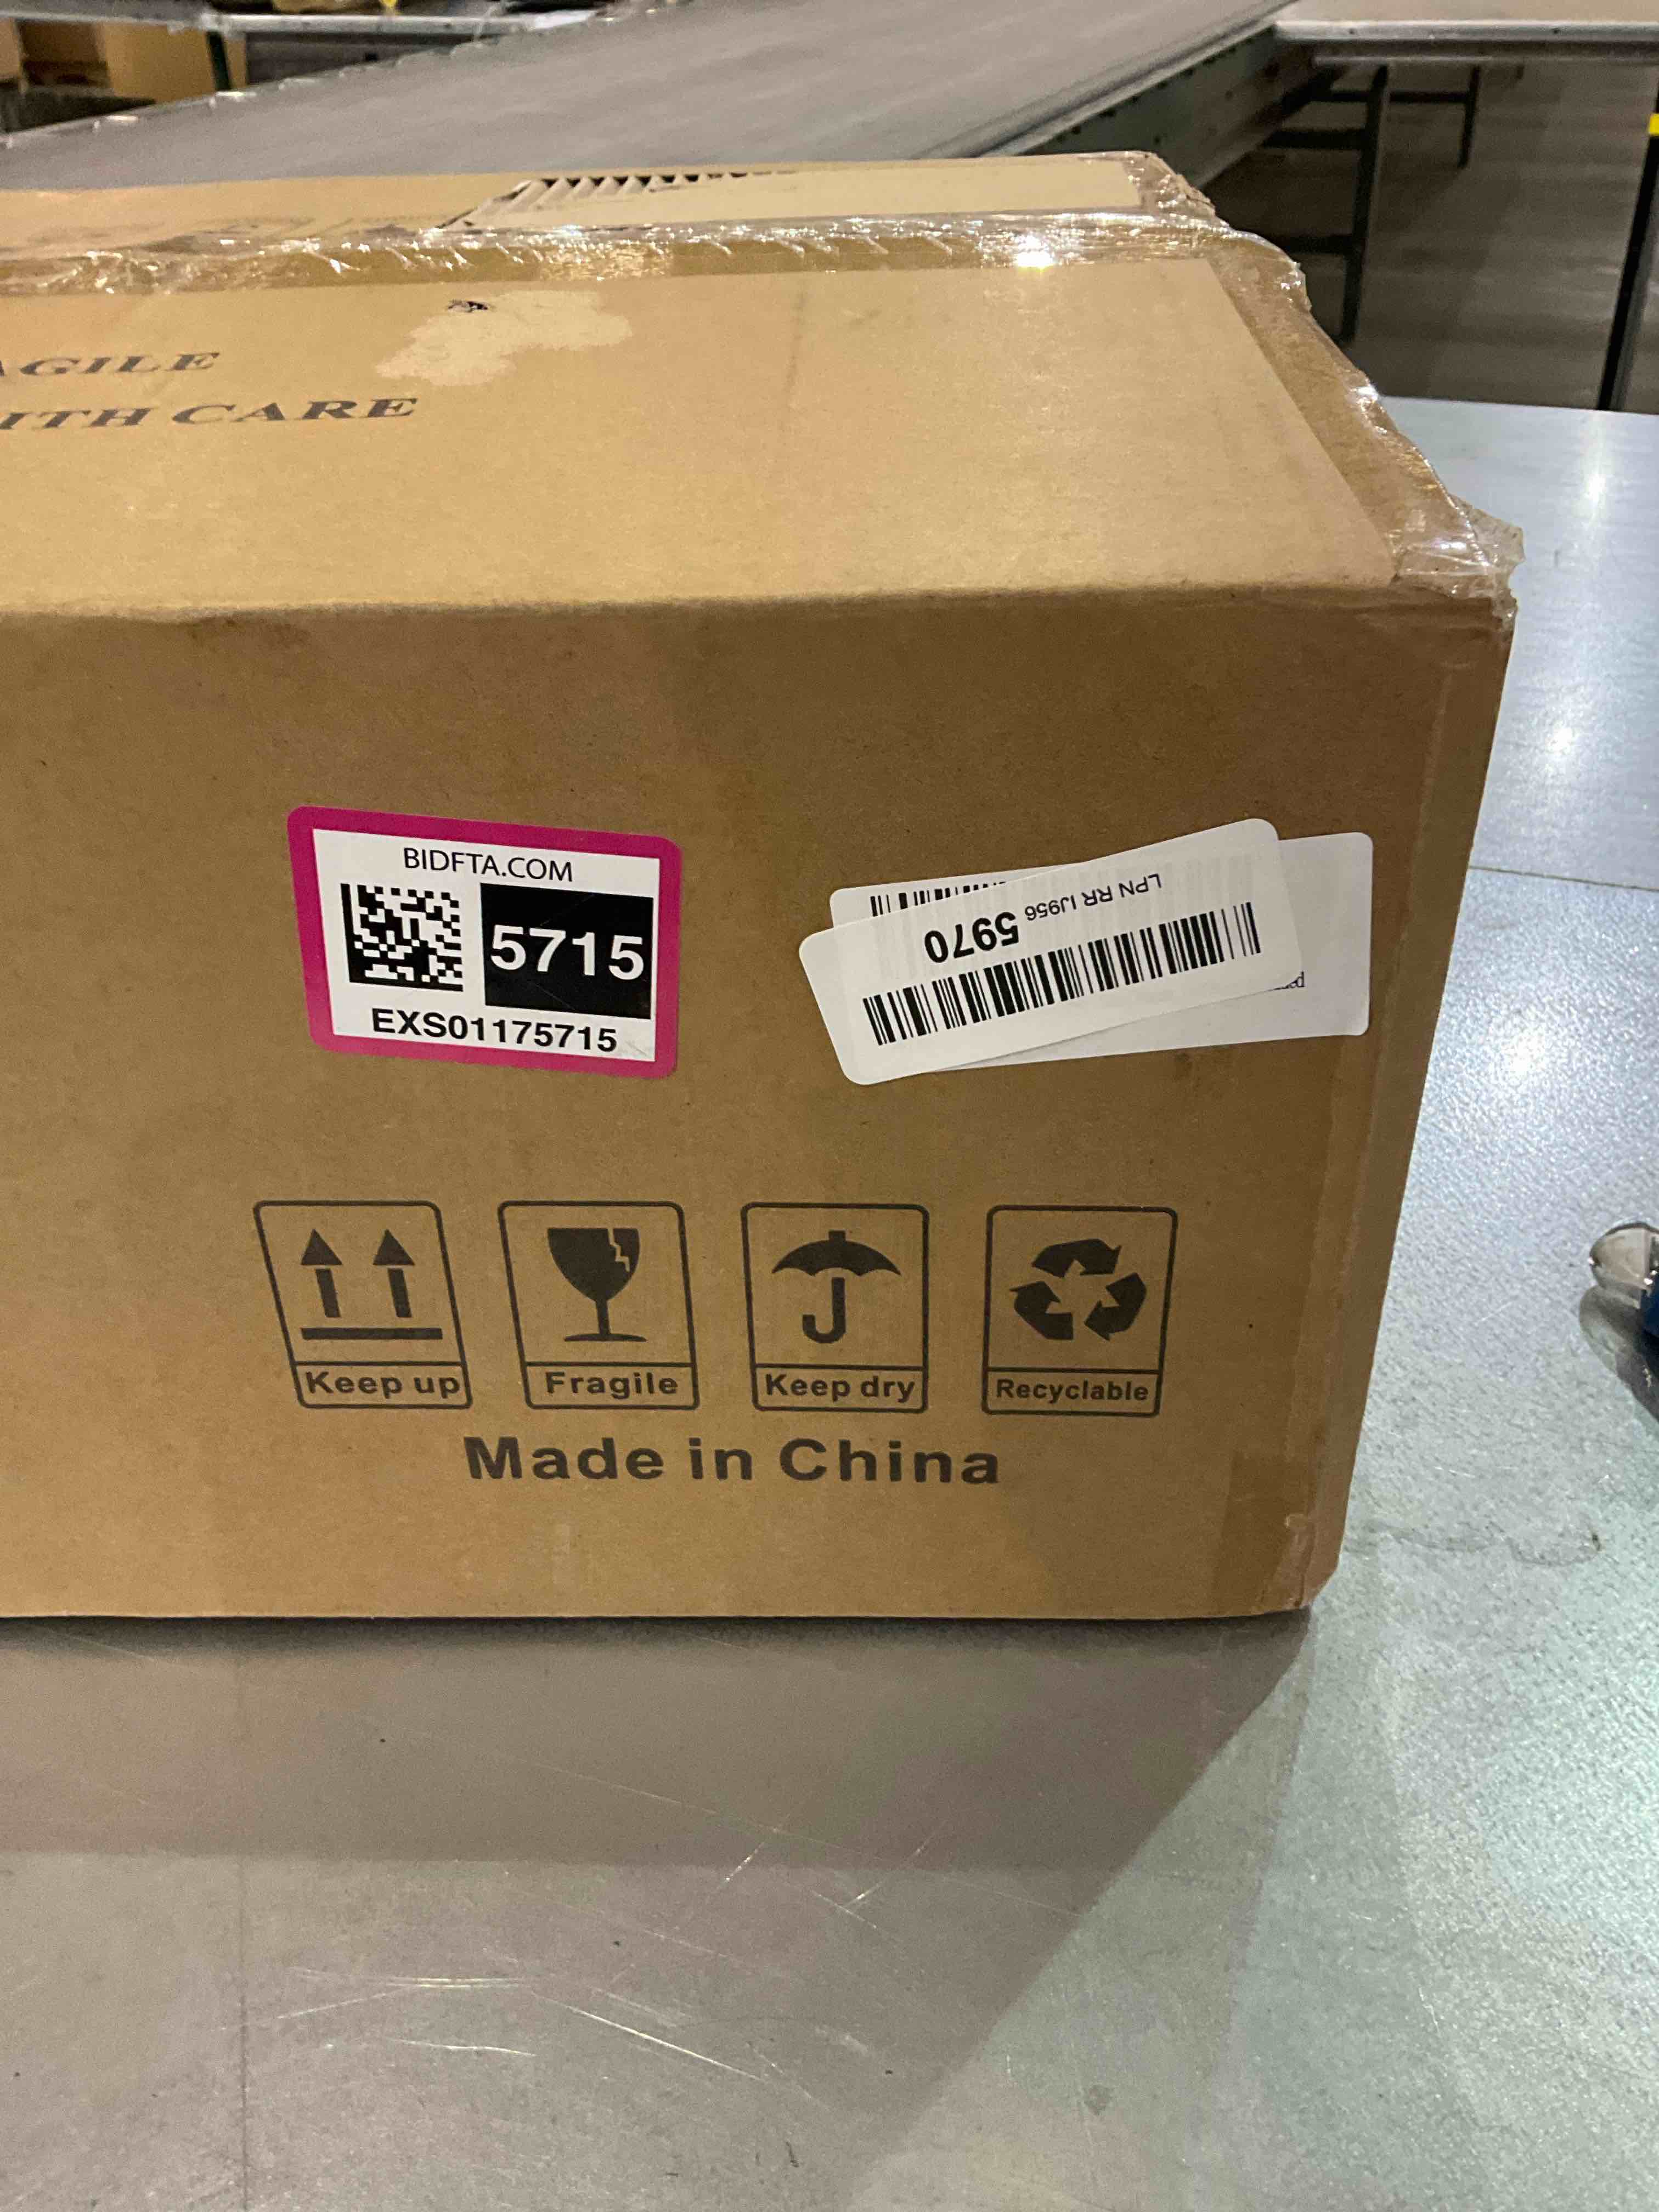 AGILE
ITH CARE
BIDFTA.COM
5715
EXS01175715
LPN RR IJ956 5970
Keep up
Fragile
Keep dry
Recyclable
Made in China